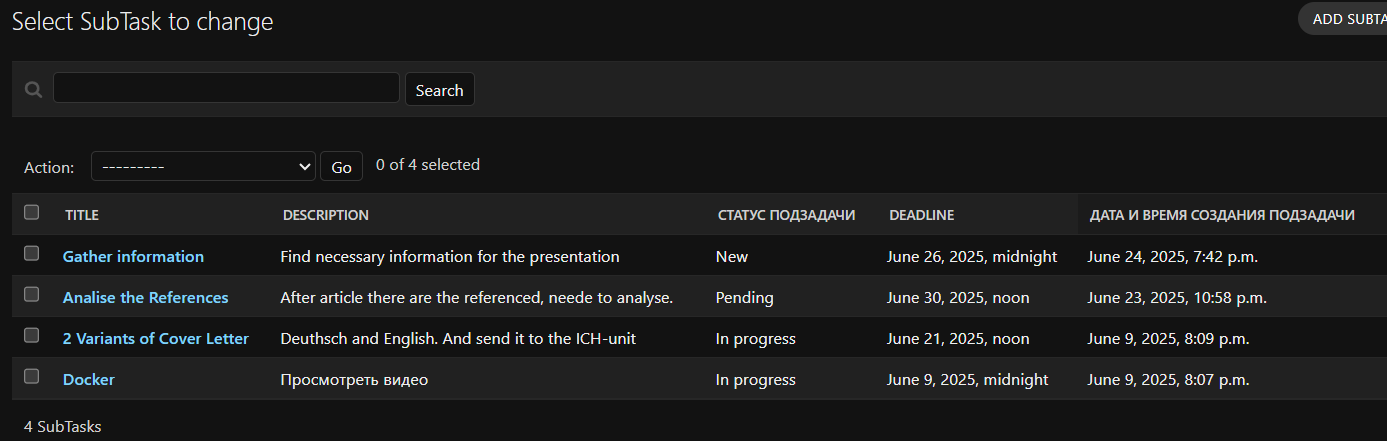 Select SubTask to change
ADD SUBTA
Search
Action: --------- Go 0 of 4 selected
TITLE DESCRIPTION СТАТУС ПОДЗАДАЧИ DEADLINE ДАТА И ВРЕМЯ СОЗДАНИЯ ПОДЗАДАЧИ
Gather information Find necessary information for the presentation New June 26, 2025, midnight June 24, 2025, 7:42 p.m.
Analise the References After article there are the referenced, neede to analyse. Pending June 30, 2025, noon June 23, 2025, 10:58 p.m.
2 Variants of Cover Letter Deuthsch and English. And send it to the ICH-unit In progress June 21, 2025, noon June 9, 2025, 8:09 p.m.
Docker Просмотреть видео In progress June 9, 2025, midnight June 9, 2025, 8:07 p.m.
4 SubTasks